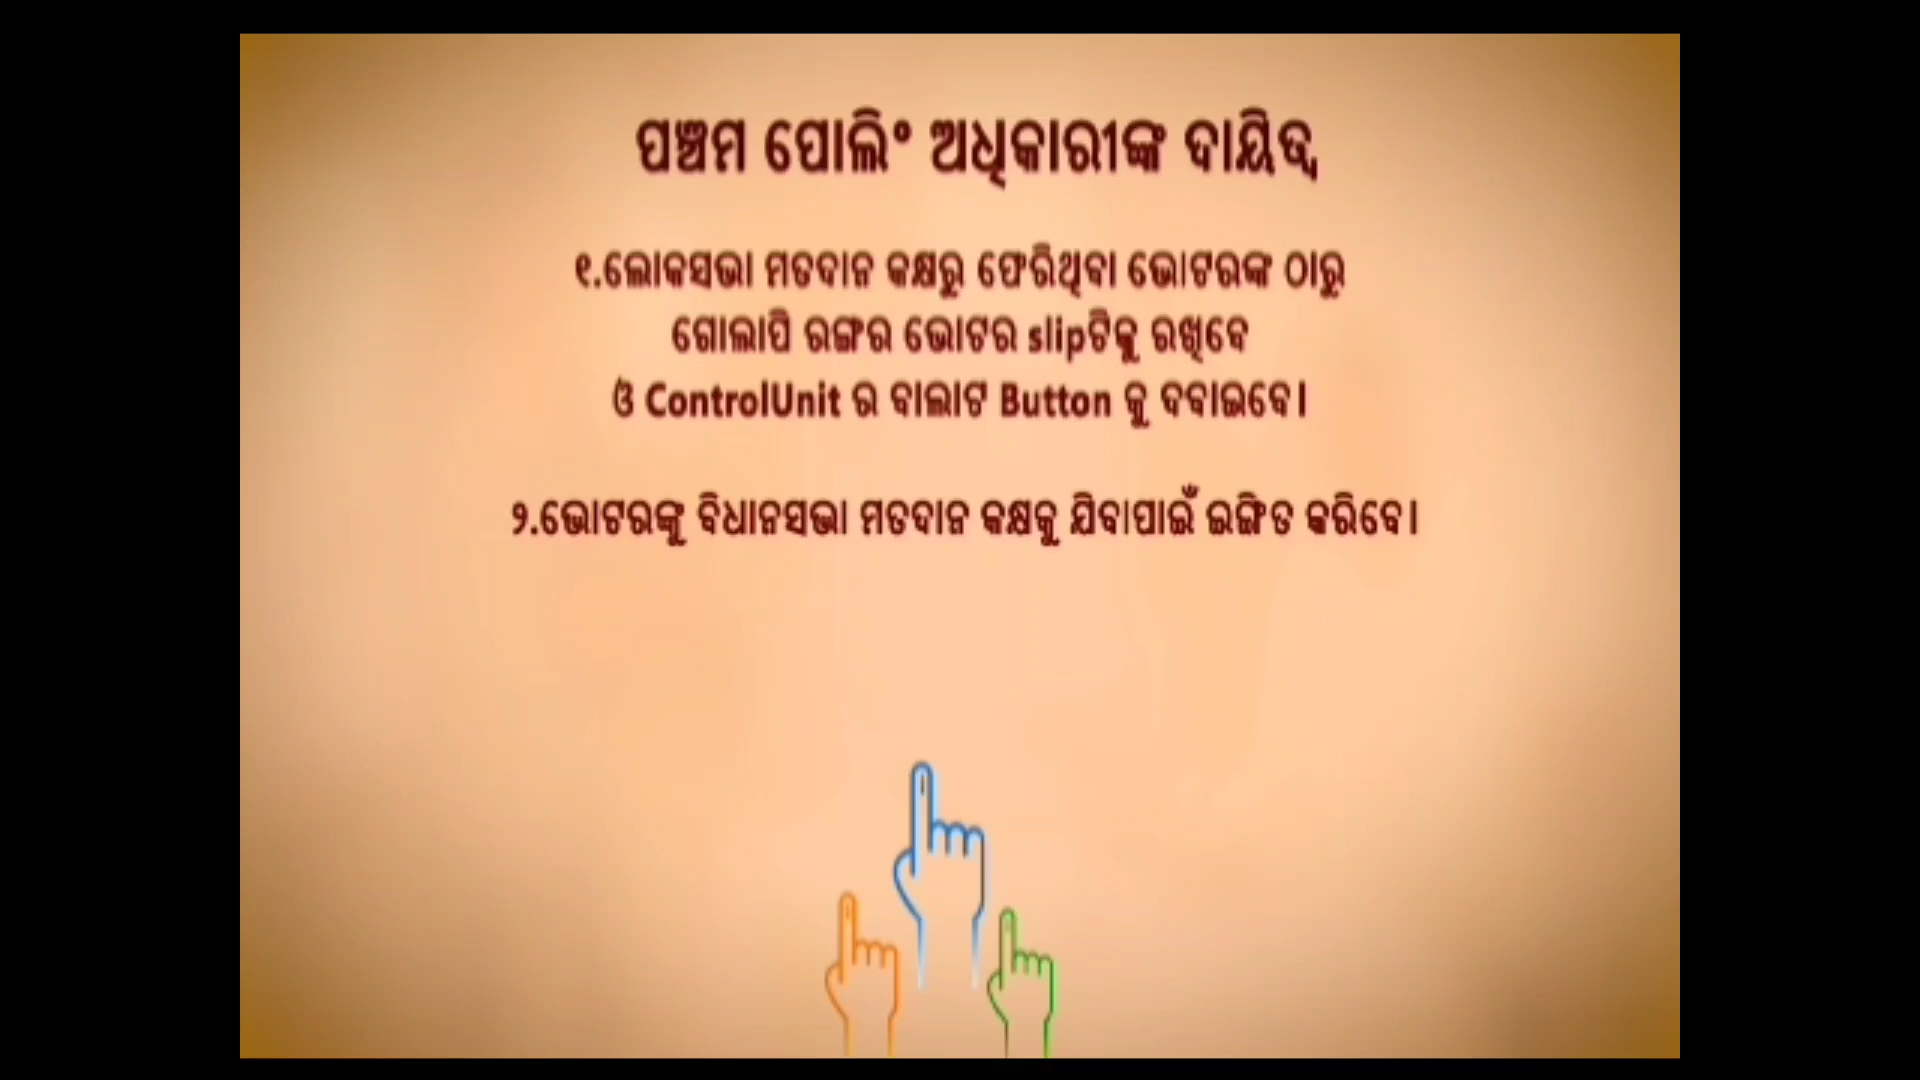 ପଞ୍ଚମ ପୋଲିଂ ଅଧିକାରୀଙ୍କ ଦାୟିତ୍ୱ
୧.ଲୋକସଭା ମତଦାନ କକ୍ଷରୁ ଫେରିଥିବା ଭୋଟରଙ୍କ ଠାରୁ
ଗୋଲାପି ରଙ୍ଗର ଭୋଟର slipଟିକୁ ରଖିବେ
ଓ ControlUnit ର ବାଲାଟ Button କୁ ଦବାଇବେ।
୨.ଭୋଟରଙ୍କୁ ବିଧାନସଭା ମତଦାନ କକ୍ଷକୁ ଯିବାପାଇଁ ଇଙ୍ଗିତ କରିବେ।